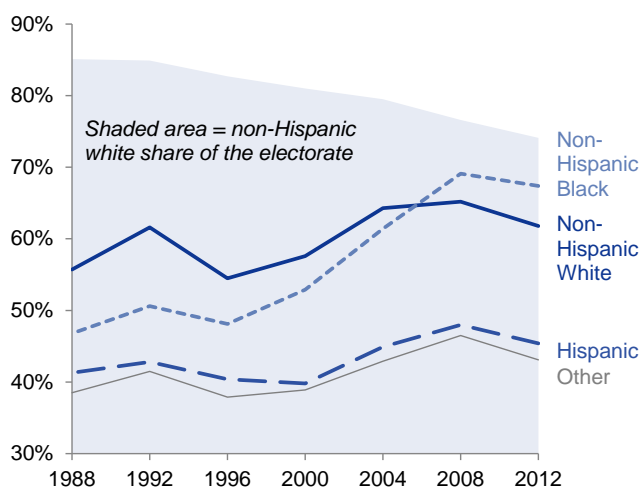 90%
80%
70%
60%
50%
40%
30%
Shaded area = non-Hispanic
white share of the electorate
Non-
Hispanic
Black
Non-
Hispanic
White
Hispanic
Other
1988 1992 1996 2000 2004 2008 2012